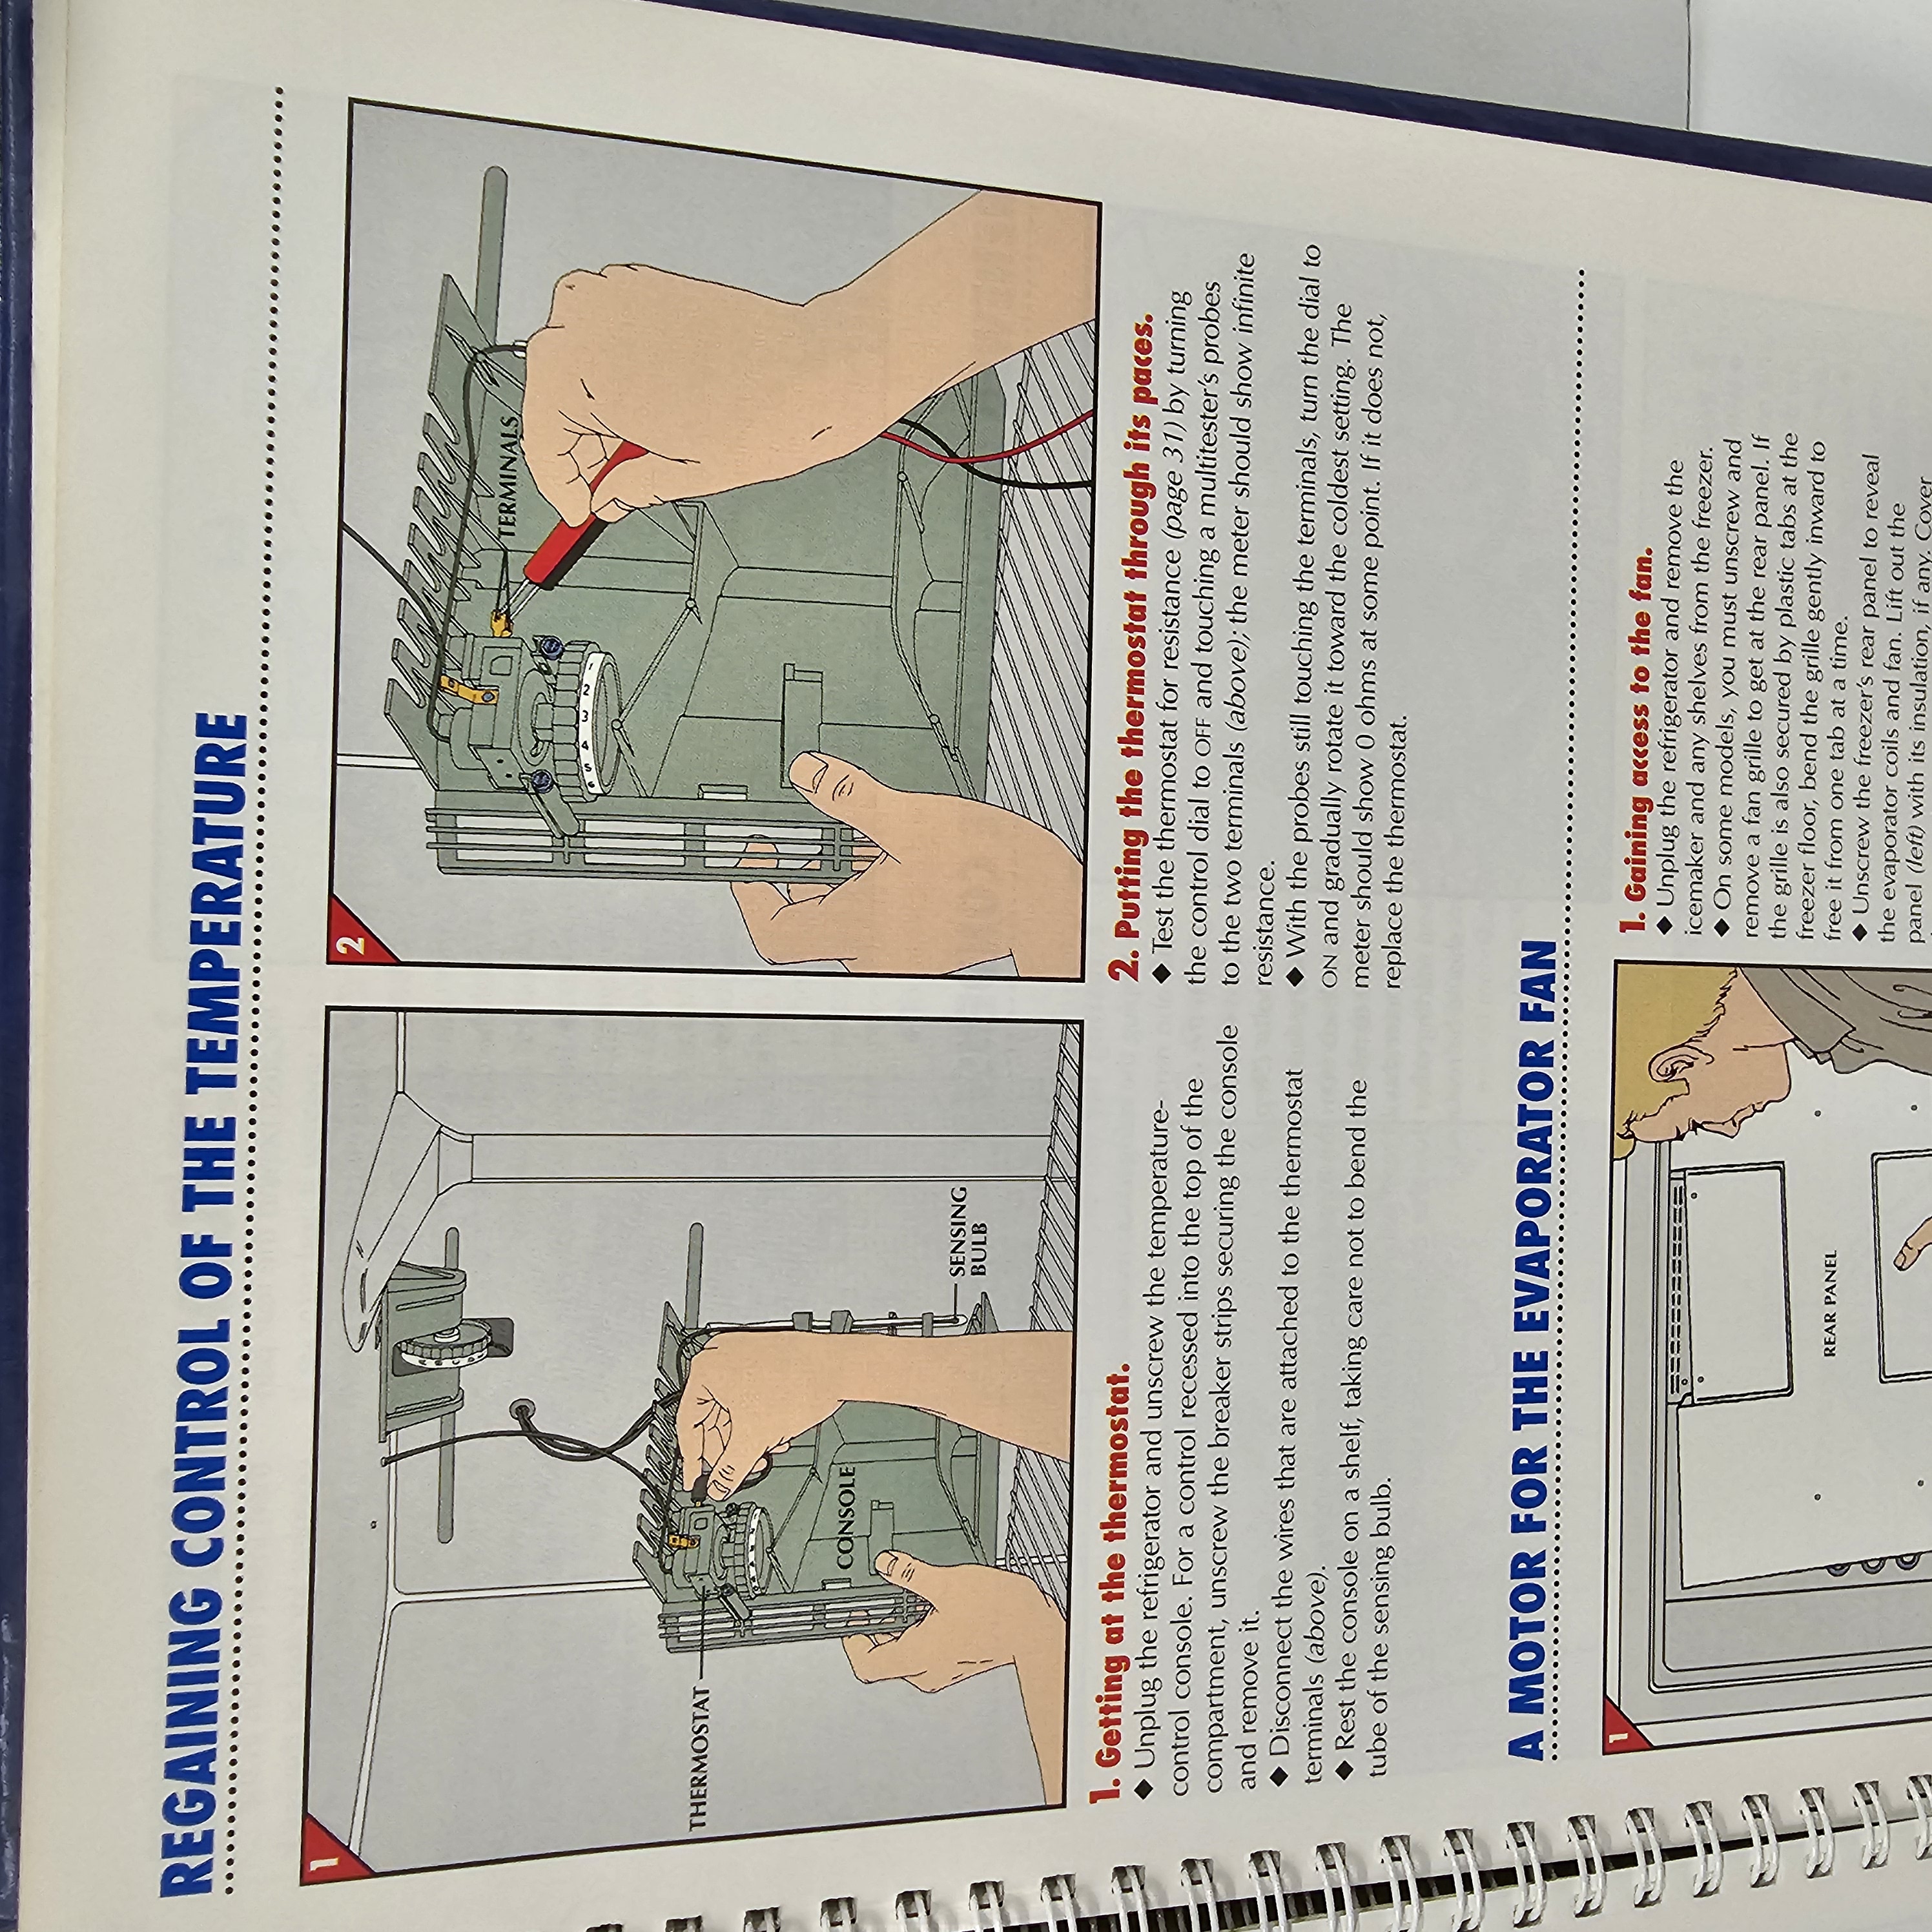 REGAINING CONTROL OF THE TEMPERATURE
1
THERMOSTAT
CONSOLE
SENSING
BULB
2
TERMINALS
1 2 3 4 5 6
1. Getting at the thermostat.
◆ Unplug the refrigerator and unscrew the temperature-
control console. For a control recessed into the top of the
compartment, unscrew the breaker strips securing the console
and remove it.
◆ Disconnect the wires that are attached to the thermostat
terminals (above).
◆ Rest the console on a shelf, taking care not to bend the
tube of the sensing bulb.
2. Putting the thermostat through its paces.
◆ Test the thermostat for resistance (page 31) by turning
the control dial to OFF and touching a multitester's probes
to the two terminals (above); the meter should show infinite
resistance.
◆ With the probes still touching the terminals, turn the dial to
ON and gradually rotate it toward the coldest setting. The
meter should show 0 ohms at some point. If it does not,
replace the thermostat.
A MOTOR FOR THE EVAPORATOR FAN
1
REAR PANEL
1. Gaining access to the fan.
◆ Unplug the refrigerator and remove the
icemaker and any shelves from the freezer.
◆ On some models, you must unscrew and
remove a fan grille to get at the rear panel. If
the grille is also secured by plastic tabs at the
freezer floor, bend the grille gently inward to
free it from one tab at a time.
◆ Unscrew the freezer's rear panel to reveal
the evaporator coils and fan. Lift out the
panel (left) with its insulation, if any. Cover